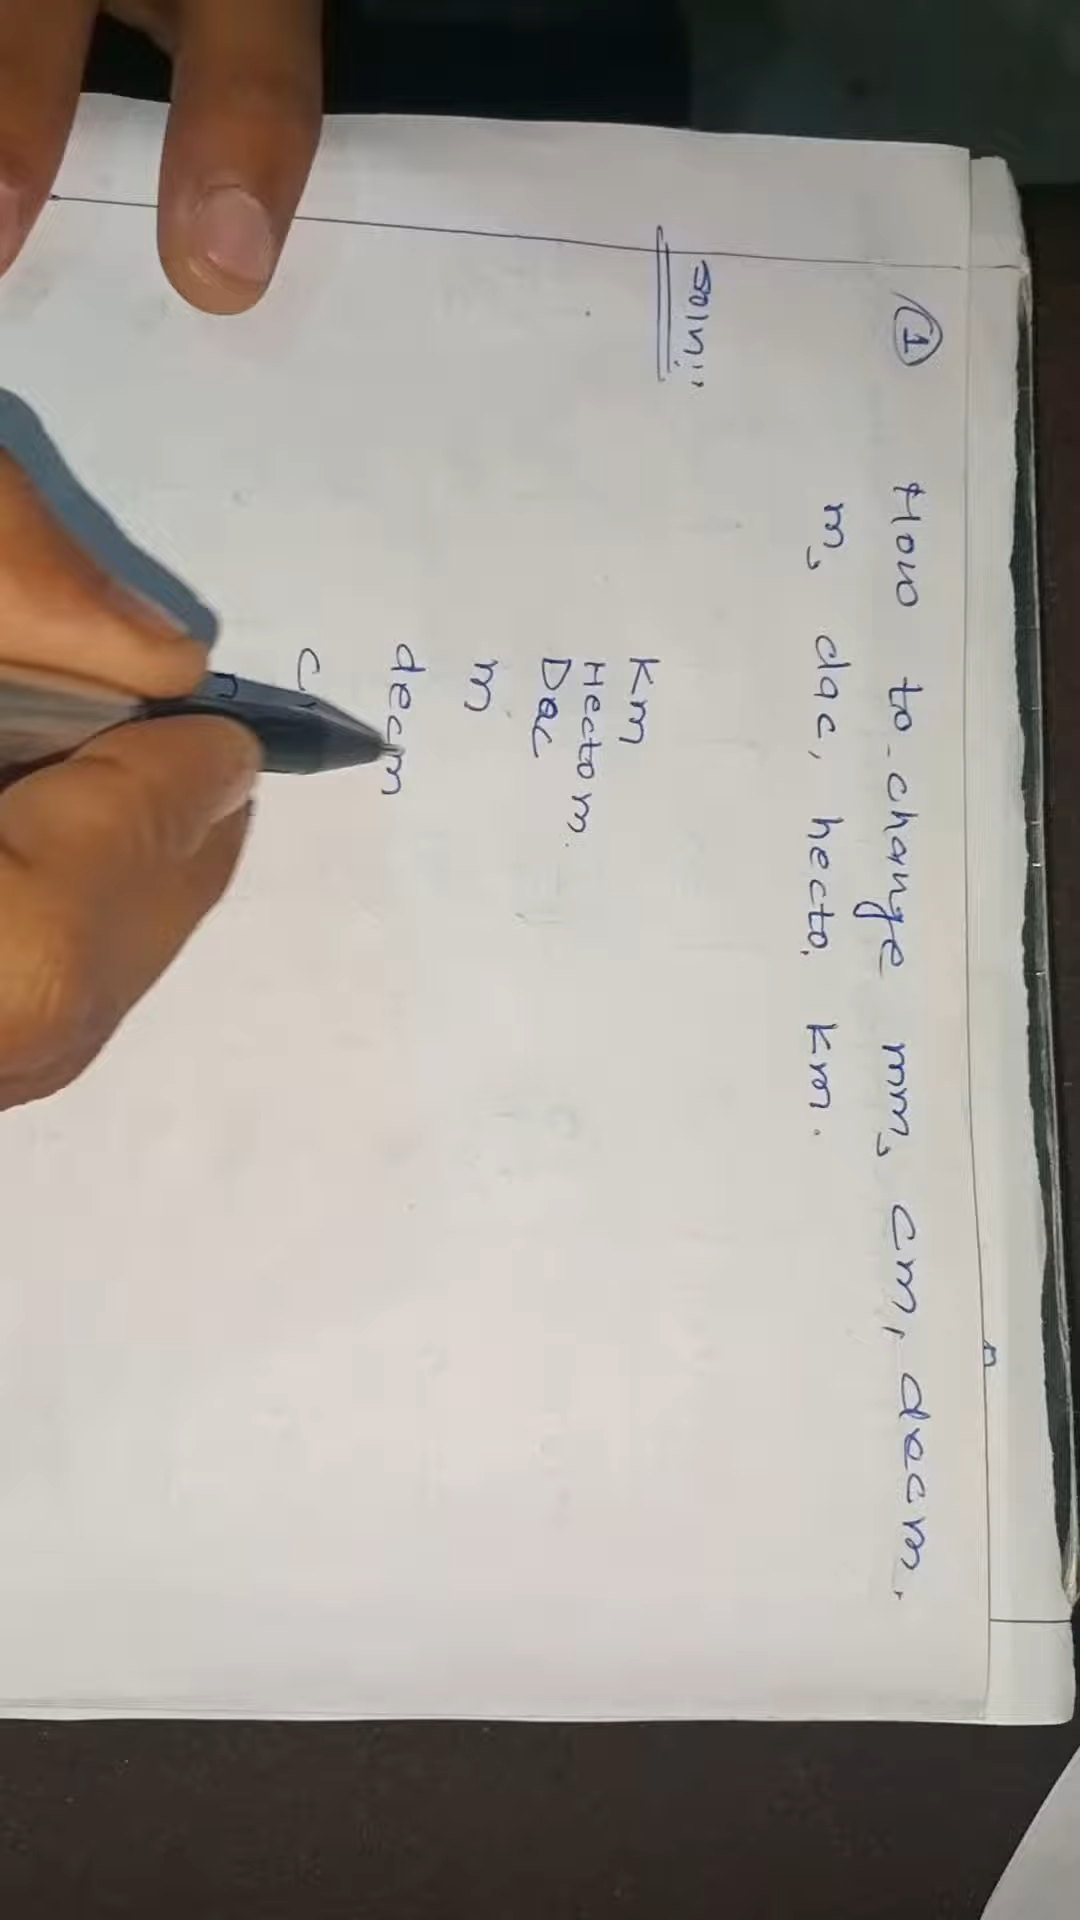 ① How to change mm, cm, decm,
m, dac, hecto, km.
Soln:
Km
Hecto m.
Dac
m
decm
c